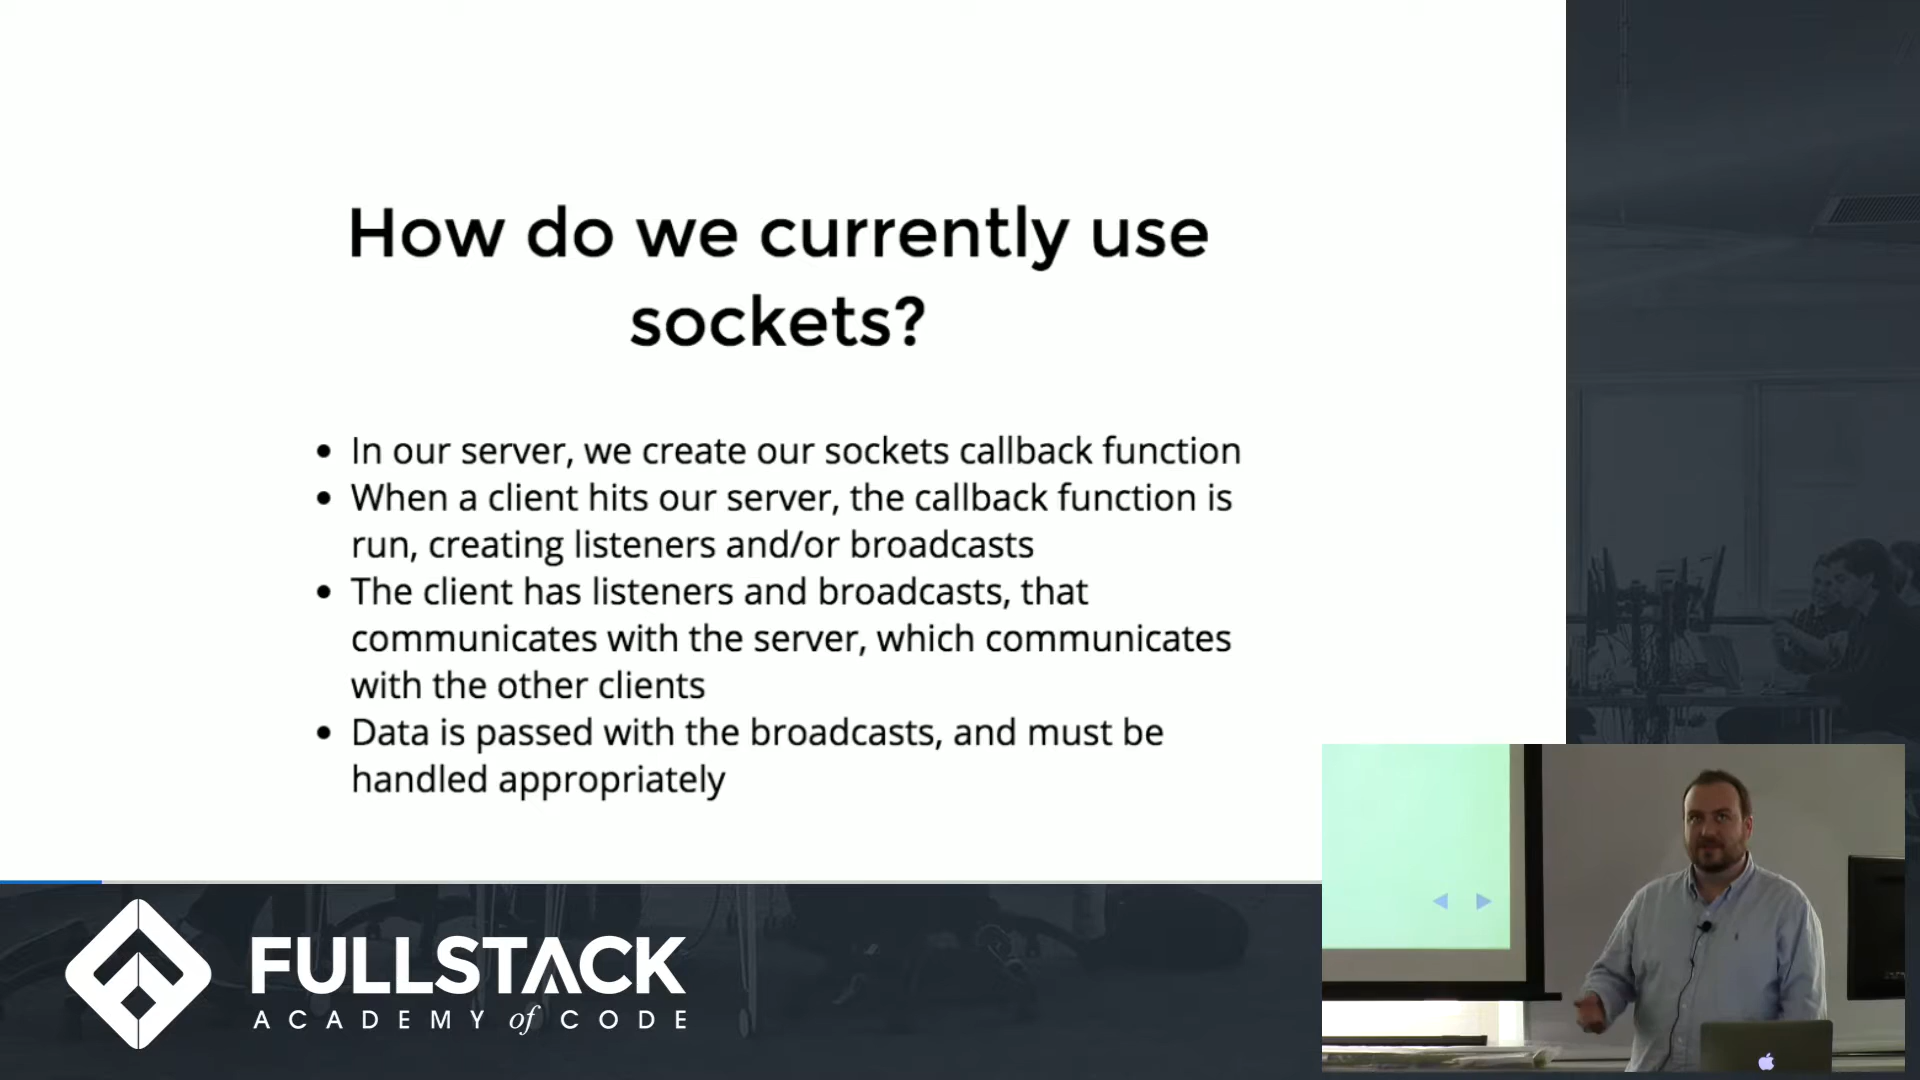 How do we currently use
sockets?
• In our server, we create our sockets callback function
• When a client hits our server, the callback function is
run, creating listeners and/or broadcasts
• The client has listeners and broadcasts, that
communicates with the server, which communicates
with the other clients
• Data is passed with the broadcasts, and must be
handled appropriately
FULLSTACK
ACADEMY of CODE